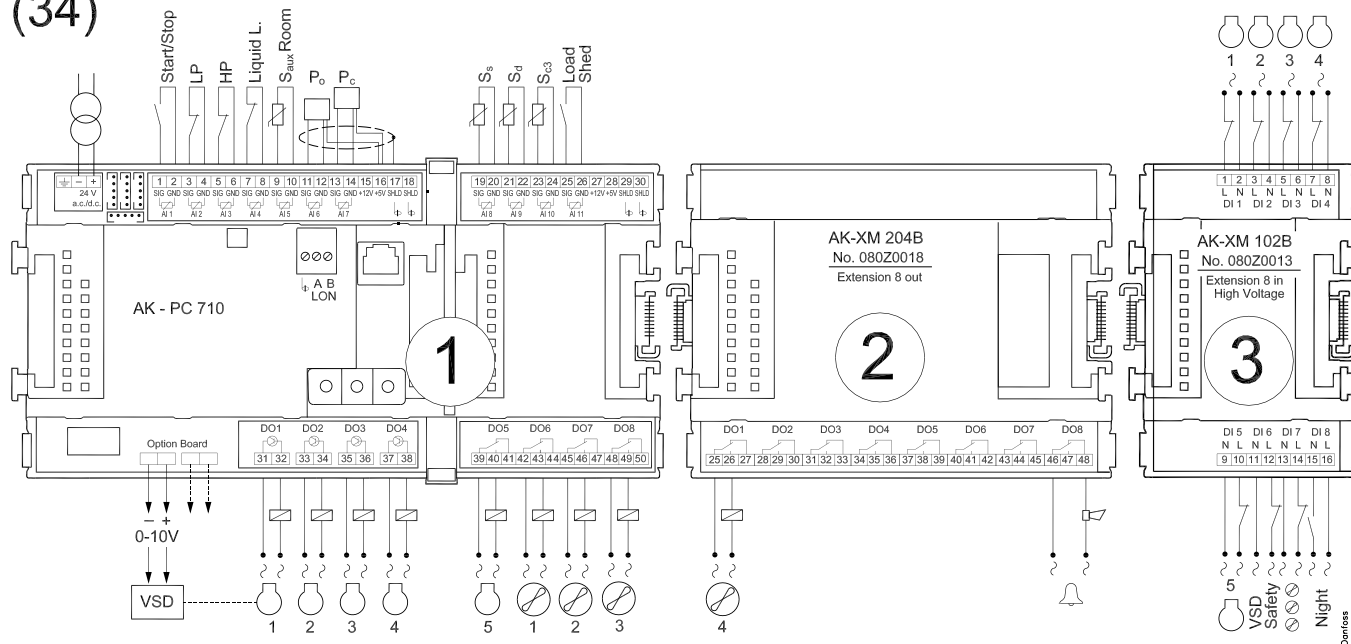 (34)
Start/Stop
LP
HP
Liquid L.
Saux Room
Po
Pc
Ss
Sd
Sc3
Load
Shed
1 2 3 4
24 V
a.c./d.c.
− +
1 2 3 4 5 6 7 8 9 10 11 12 13 14 15 16 17 18
SIG GND SIG GND SIG GND SIG GND SIG GND SIG GND SIG GND +12V +5V SHLD SHLD
AI 1 AI 2 AI 3 AI 4 AI 5 AI 6 AI 7
19 20 21 22 23 24 25 26 27 28 29 30
SIG GND SIG GND SIG GND SIG GND +12V +5V SHLD SHLD
AI 8 AI 9 AI 10 AI 11
1 2 3 4 5 6 7 8
L N L N L N L N
DI 1 DI 2 DI 3 DI 4
AK - PC 710
A B
LON
1
AK-XM 204B
No. 080Z0018
Extension 8 out
2
AK-XM 102B
No. 080Z0013
Extension 8 in
High Voltage
3
Option Board
DO1 DO2 DO3 DO4
31 32 33 34 35 36 37 38
DO5 DO6 DO7 DO8
39 40 41 42 43 44 45 46 47 48 49 50
DO1 DO2 DO3 DO4 DO5 DO6 DO7 DO8
25 26 27 28 29 30 31 32 33 34 35 36 37 38 39 40 41 42 43 44 45 46 47 48
DI 5 DI 6 DI 7 DI 8
N L N L N L N L N
9 10 11 12 13 14 15 16
− +
0-10V
VSD
1 2 3 4
5 1 2 3
4
5
VSD
Safety
Night
Danfoss